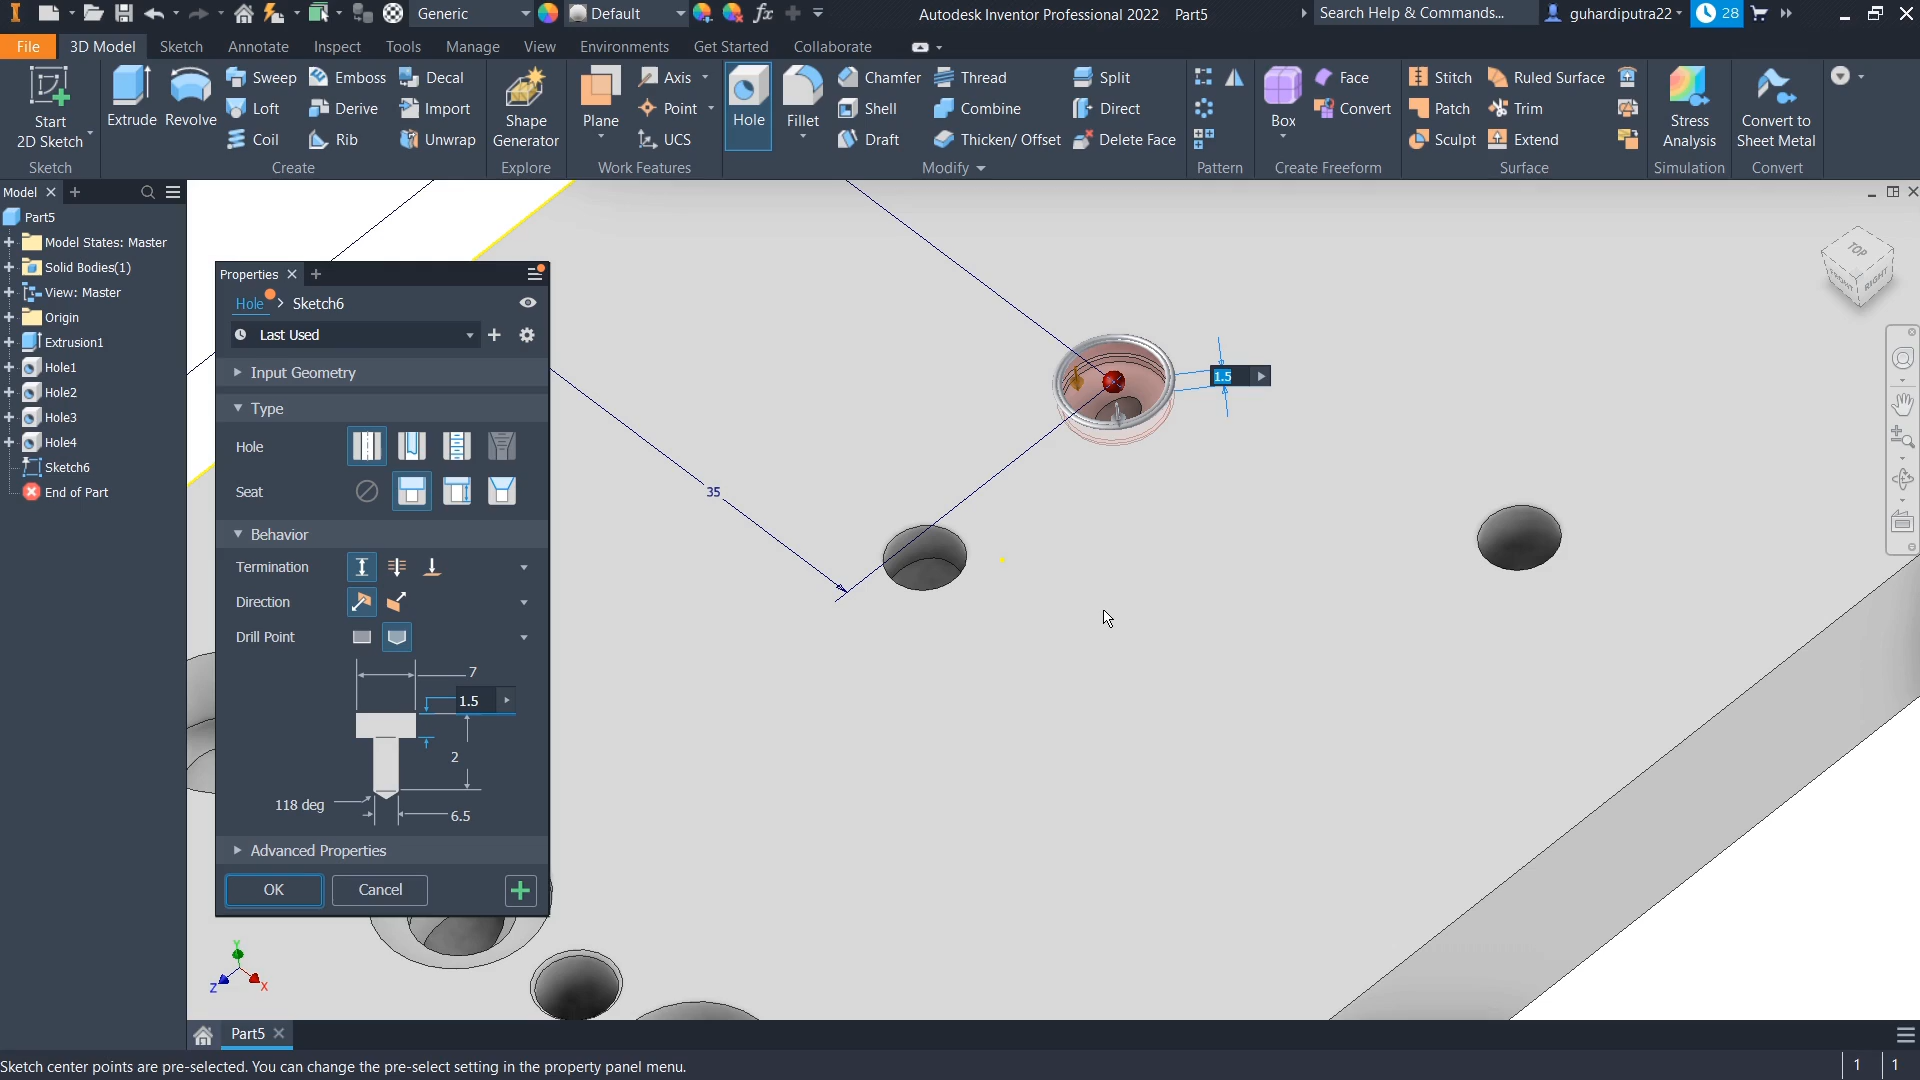 Generic
Default
Autodesk Inventor Professional 2022 Part5
Search Help & Commands...
guhardiputra22
28
File
3D Model
Sketch
Annotate
Inspect
Tools
Manage
View
Environments
Get Started
Collaborate
Start
2D Sketch
Extrude
Revolve
Sweep
Loft
Coil
Emboss
Derive
Rib
Decal
Import
Unwrap
Shape
Generator
Plane
Axis
Point
UCS
Hole
Fillet
Chamfer
Shell
Draft
Thread
Combine
Thicken/ Offset
Split
Direct
Delete Face
Box
Face
Convert
Stitch
Patch
Sculpt
Ruled Surface
Trim
Extend
Stress
Analysis
Convert to
Sheet Metal
Sketch
Create
Explore
Work Features
Modify
Pattern
Create Freeform
Surface
Simulation
Convert
Model
Part5
Model States: Master
Solid Bodies(1)
View: Master
Origin
Extrusion1
Hole1
Hole2
Hole3
Hole4
Sketch6
End of Part
Properties
Hole > Sketch6
Last Used
Input Geometry
Type
Hole
Seat
Behavior
Termination
Direction
Drill Point
7
1.5
2
118 deg
6.5
Advanced Properties
OK
Cancel
35
1.5
TOP
FRONT
RIGHT
Y
Z
X
Part5
Sketch center points are pre-selected. You can change the pre-select setting in the property panel menu.
1
1